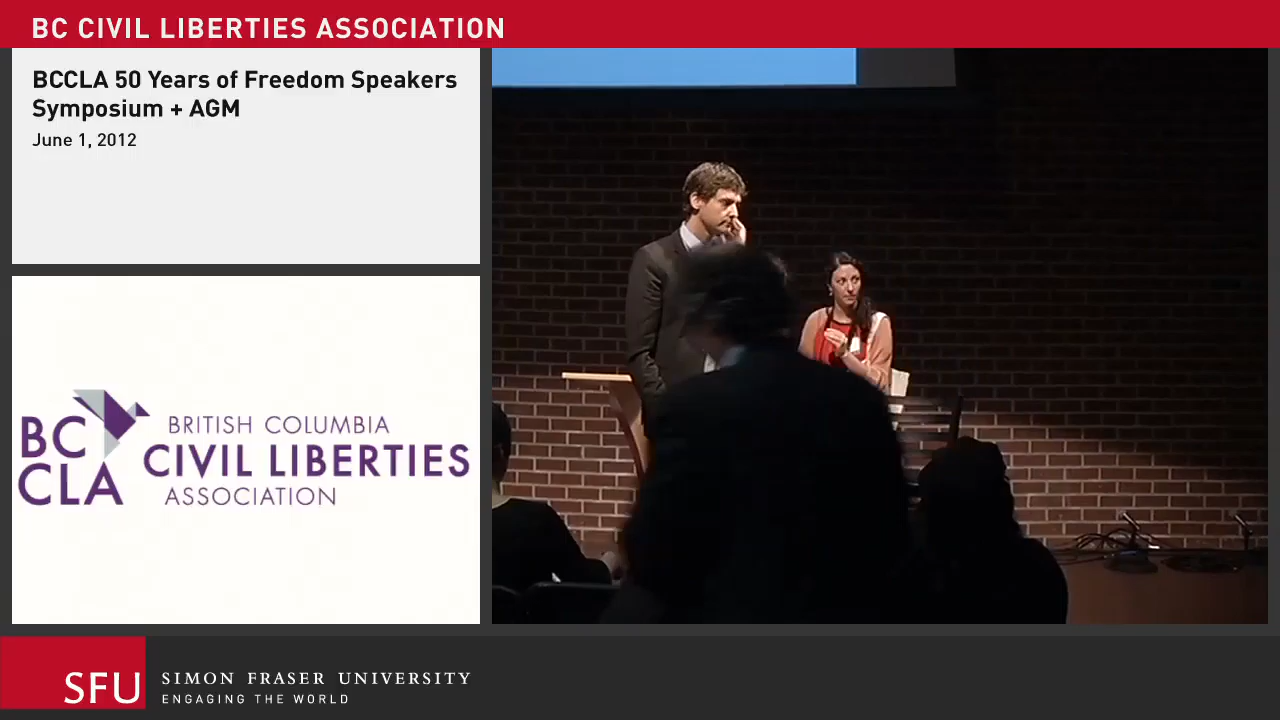 BC CIVIL LIBERTIES ASSOCIATION
BCCLA 50 Years of Freedom Speakers
Symposium + AGM
June 1, 2012
BC
CLA
BRITISH COLUMBIA
CIVIL LIBERTIES
ASSOCIATION
SFU
SIMON FRASER UNIVERSITY
ENGAGING THE WORLD